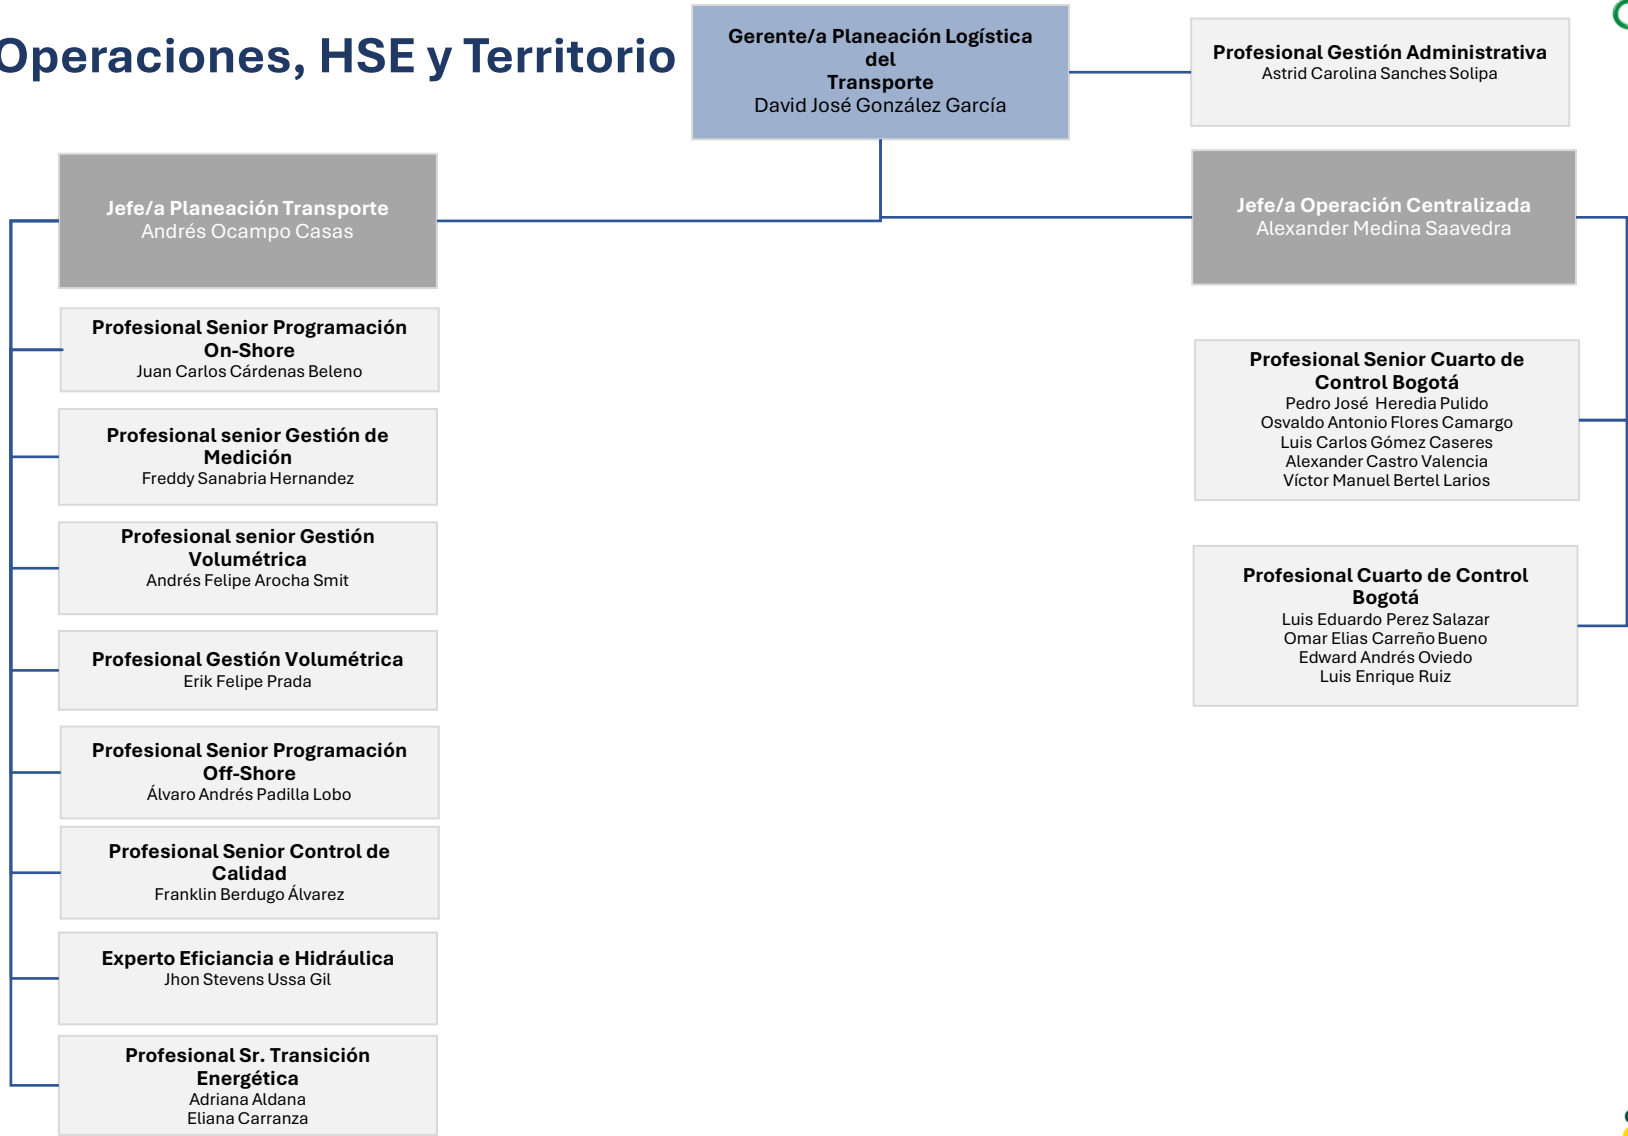 Operaciones, HSE y Territorio
Gerente/a Planeación Logística
del
Transporte
David José González García
Profesional Gestión Administrativa
Astrid Carolina Sanches Solipa
Jefe/a Planeación Transporte
Andrés Ocampo Casas
Jefe/a Operación Centralizada
Alexander Medina Saavedra
Profesional Senior Programación
On-Shore
Juan Carlos Cárdenas Beleno
Profesional senior Gestión de
Medición
Freddy Sanabria Hernandez
Profesional senior Gestión
Volumétrica
Andrés Felipe Arocha Smit
Profesional Gestión Volumétrica
Erik Felipe Prada
Profesional Senior Programación
Off-Shore
Álvaro Andrés Padilla Lobo
Profesional Senior Control de
Calidad
Franklin Berdugo Álvarez
Experto Eficiancia e Hidráulica
Jhon Stevens Ussa Gil
Profesional Sr. Transición
Energética
Adriana Aldana
Eliana Carranza
Profesional Senior Cuarto de
Control Bogotá
Pedro José Heredia Pulido
Osvaldo Antonio Flores Camargo
Luis Carlos Gómez Caseres
Alexander Castro Valencia
Víctor Manuel Bertel Larios
Profesional Cuarto de Control
Bogotá
Luis Eduardo Perez Salazar
Omar Elias Carreño Bueno
Edward Andrés Oviedo
Luis Enrique Ruiz